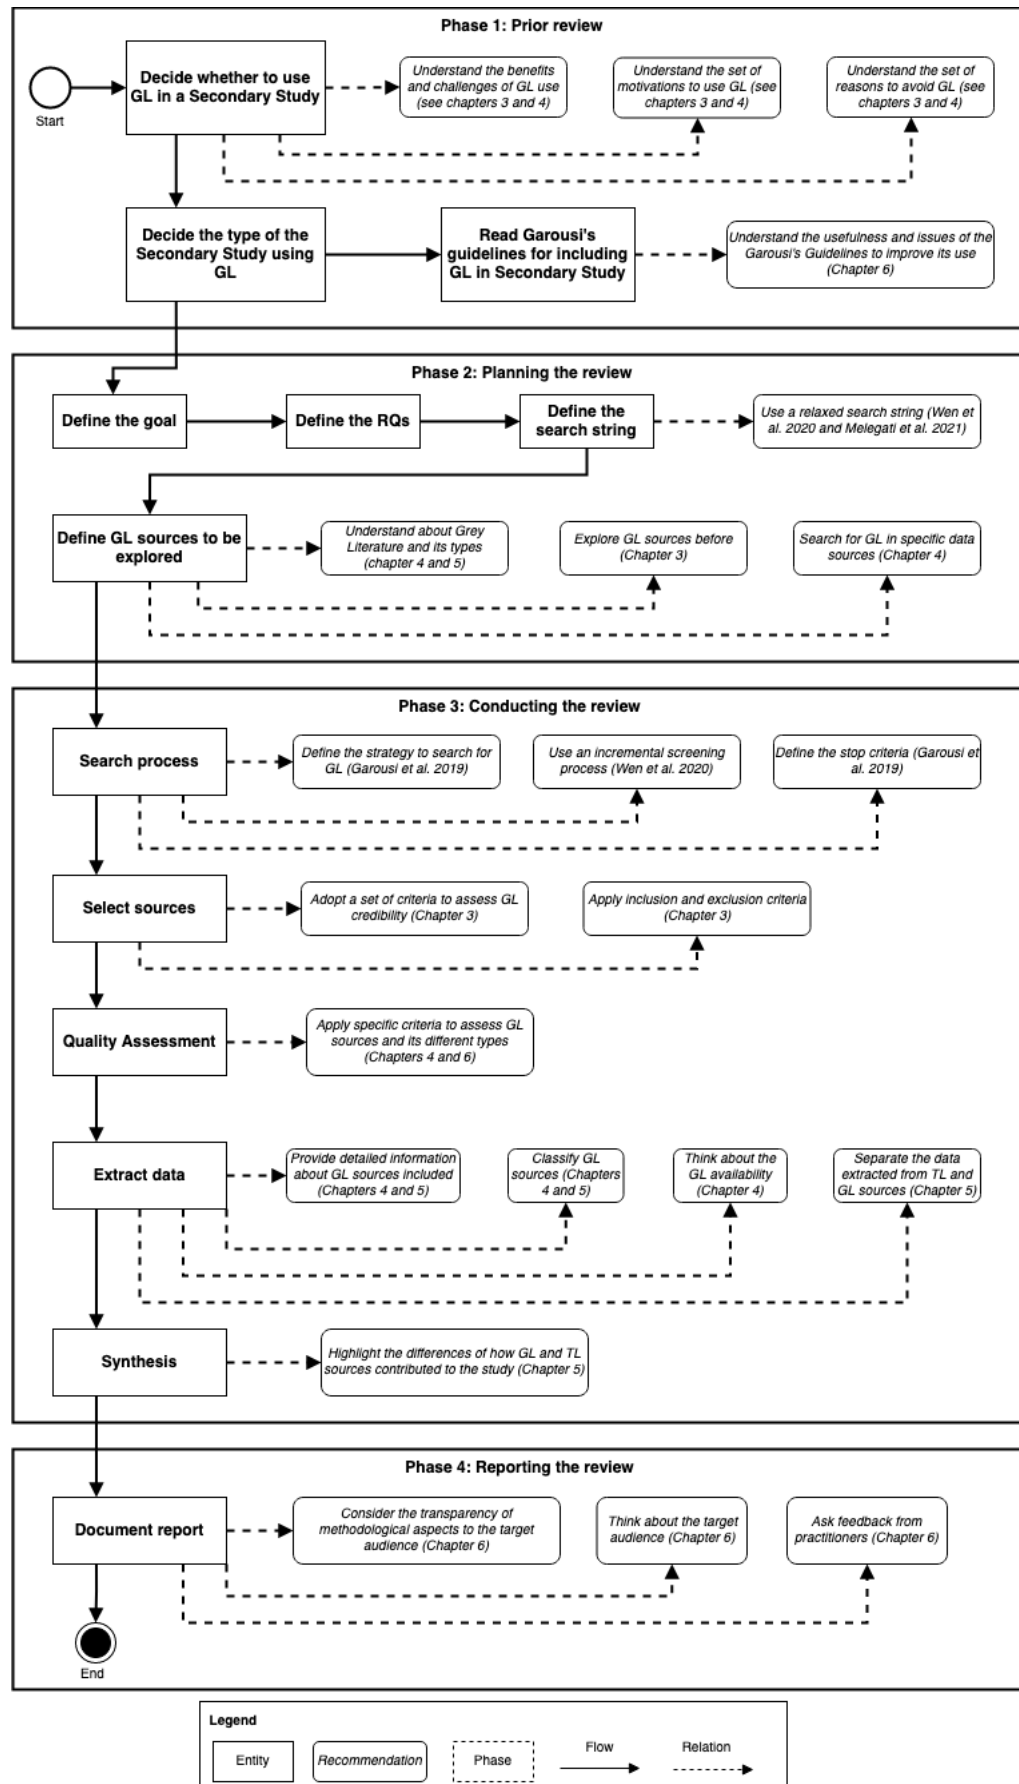 Phase 1: Prior review
Start
Decide whether to use
GL in a Secondary Study
Understand the benefits
and challenges of GL use
(see chapters 3 and 4)
Understand the set of
motivations to use GL (see
chapters 3 and 4)
Understand the set of
reasons to avoid GL (see
chapters 3 and 4)
Decide the type of the
Secondary Study using
GL
Read Garousi's
guidelines for including
GL in Secondary Study
Understand the usefulness and issues of the
Garousi's Guidelines to improve its use
(Chapter 6)
Phase 2: Planning the review
Define the goal
Define the RQs
Define the
search string
Use a relaxed search string (Wen et
al. 2020 and Melegati et al. 2021)
Define GL sources to be
explored
Understand about Grey
Literature and its types
(chapter 4 and 5)
Explore GL sources before
(Chapter 3)
Search for GL in specific data
sources (Chapter 4)
Phase 3: Conducting the review
Search process
Define the strategy to search for
GL (Garousi et al. 2019)
Use an incremental screening
process (Wen et al. 2020)
Define the stop criteria (Garousi et
al. 2019)
Select sources
Adopt a set of criteria to assess GL
credibility (Chapter 3)
Apply inclusion and exclusion criteria
(Chapter 3)
Quality Assessment
Apply specific criteria to assess GL
sources and its different types
(Chapters 4 and 6)
Extract data
Provide detailed information
about GL sources included
(Chapters 4 and 5)
Classify GL
sources (Chapters
4 and 5)
Think about the
GL availability
(Chapter 4)
Separate the data
extracted from TL and
GL sources (Chapter 5)
Synthesis
Highlight the differences of how GL and TL
sources contributed to the study (Chapter 5)
Phase 4: Reporting the review
Document report
Consider the transparency of
methodological aspects to the target
audience (Chapter 6)
Think about the target
audience (Chapter 6)
Ask feedback from
practitioners (Chapter 6)
End
Legend
Entity
Recommendation
Phase
Flow
Relation